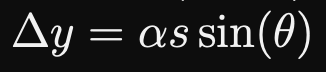 Δy = αs sin(θ)